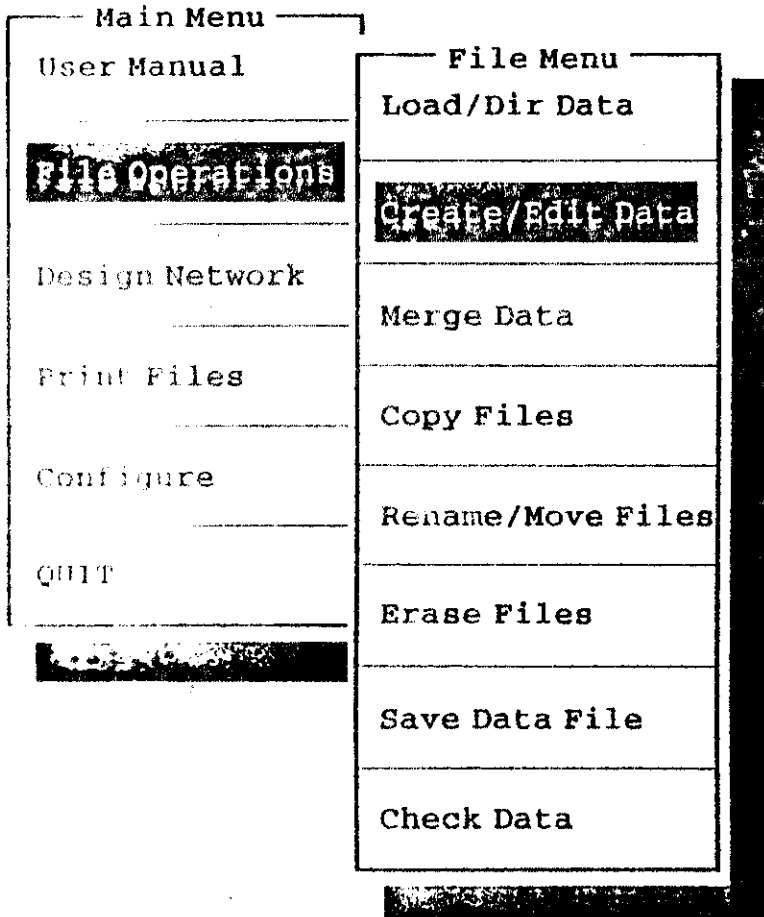 Main Menu
User Manual
File Operations
Design Network
Print Files
Configure
QUIT
File Menu
Load/Dir Data
Create/Edit Data
Merge Data
Copy Files
Rename/Move Files
Erase Files
Save Data File
Check Data